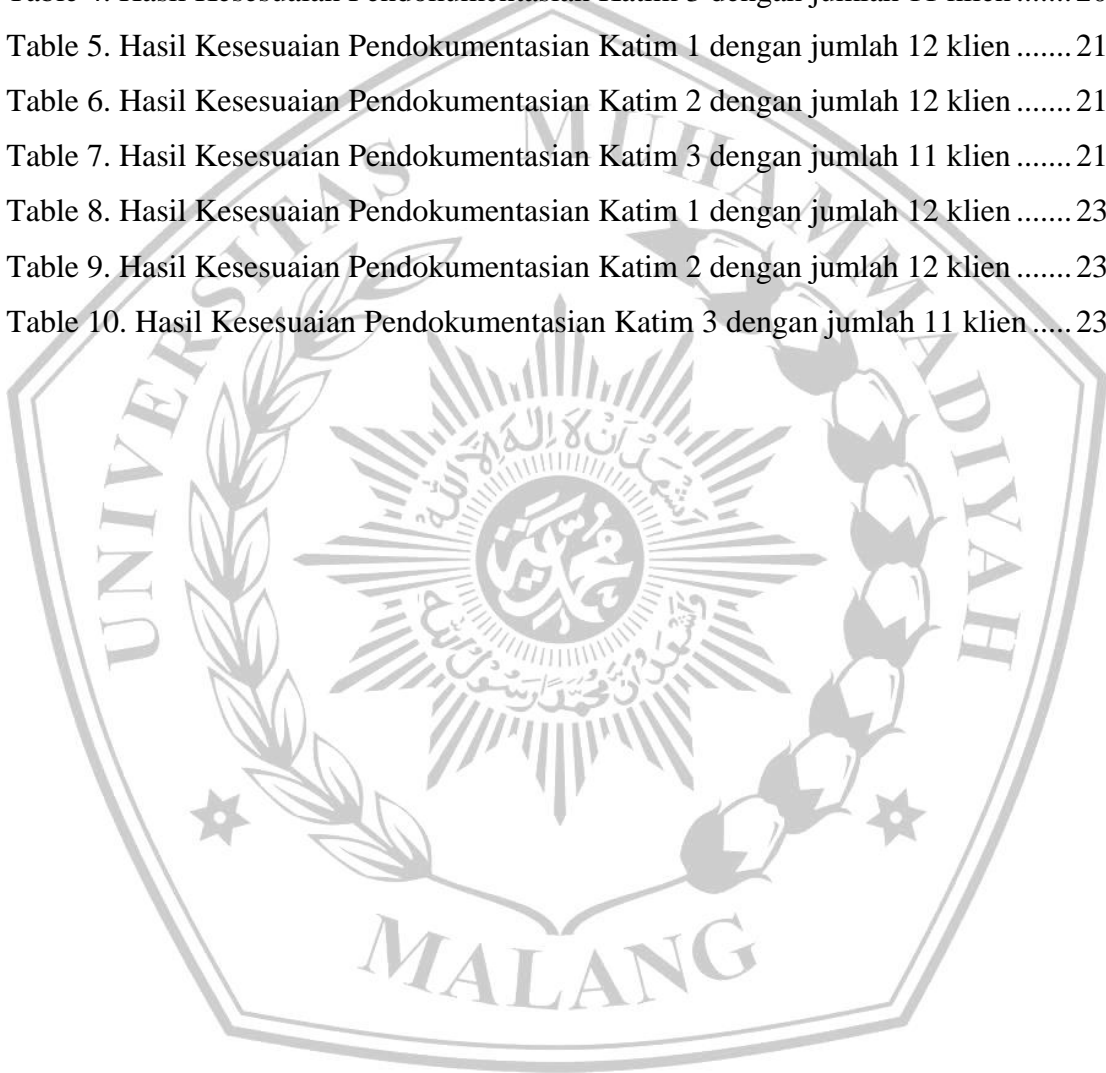 Table 5. Hasil Kesesuaian Pendokumentasian Katim 1 dengan jumlah 12 klien ....... 21
Table 6. Hasil Kesesuaian Pendokumentasian Katim 2 dengan jumlah 12 klien ....... 21
Table 7. Hasil Kesesuaian Pendokumentasian Katim 3 dengan jumlah 11 klien ....... 21
Table 8. Hasil Kesesuaian Pendokumentasian Katim 1 dengan jumlah 12 klien ....... 23
Table 9. Hasil Kesesuaian Pendokumentasian Katim 2 dengan jumlah 12 klien ....... 23
Table 10. Hasil Kesesuaian Pendokumentasian Katim 3 dengan jumlah 11 klien ..... 23
UNIVERSITAS MUHAMMADIYAH
MALANG